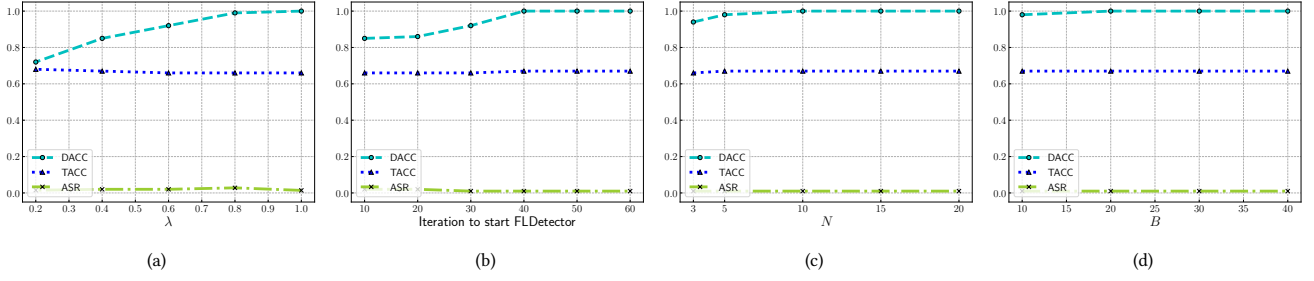 1.0
0.8
0.6
0.4
0.2
0.0
DACC
TACC
ASR
0.2 0.3 0.4 0.5 0.6 0.7 0.8 0.9 1.0
λ
(a)
1.0
0.8
0.6
0.4
0.2
0.0
DACC
TACC
ASR
10 20 30 40 50 60
Iteration to start FLDetector
(b)
1.0
0.8
0.6
0.4
0.2
0.0
DACC
TACC
ASR
3 5 10 15 20
N
(c)
1.0
0.8
0.6
0.4
0.2
0.0
DACC
TACC
ASR
10 15 20 25 30 35 40
B
(d)